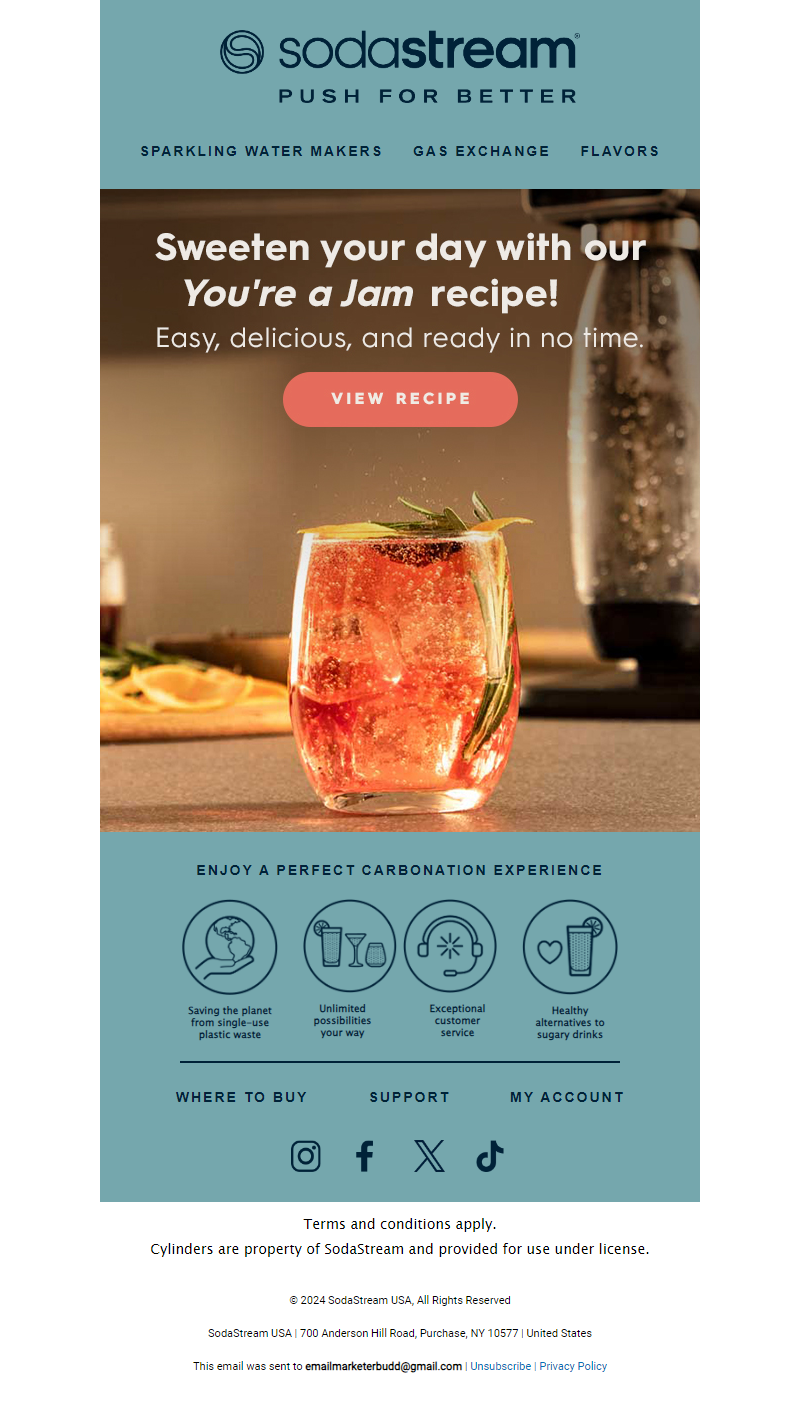 sodastream®
PUSH FOR BETTER
SPARKLING WATER MAKERS GAS EXCHANGE FLAVORS
Sweeten your day with our
You're a Jam recipe!
Easy, delicious, and ready in no time.
VIEW RECIPE
ENJOY A PERFECT CARBONATION EXPERIENCE
Saving the planet
from single-use
plastic waste
Unlimited
possibilities
your way
Exceptional
customer
service
Healthy
alternatives to
sugary drinks
WHERE TO BUY SUPPORT MY ACCOUNT
Terms and conditions apply.
Cylinders are property of SodaStream and provided for use under license.
© 2024 SodaStream USA, All Rights Reserved
SodaStream USA | 700 Anderson Hill Road, Purchase, NY 10577 | United States
This email was sent to emailmarketerbudd@gmail.com | Unsubscribe | Privacy Policy